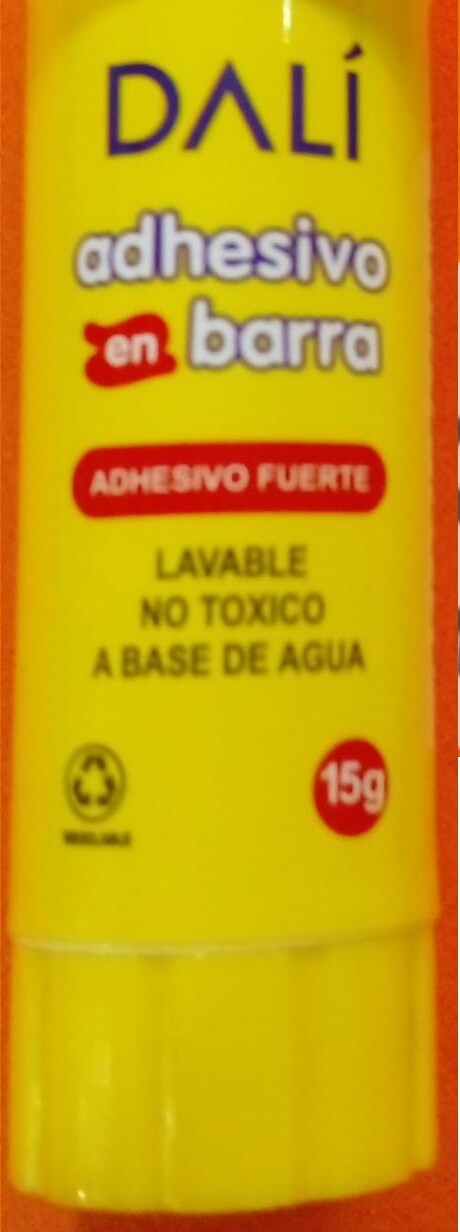 DALÍ
adhesivo
en barra
ADHESIVO FUERTE
LAVABLE
NO TOXICO
A BASE DE AGUA
15g